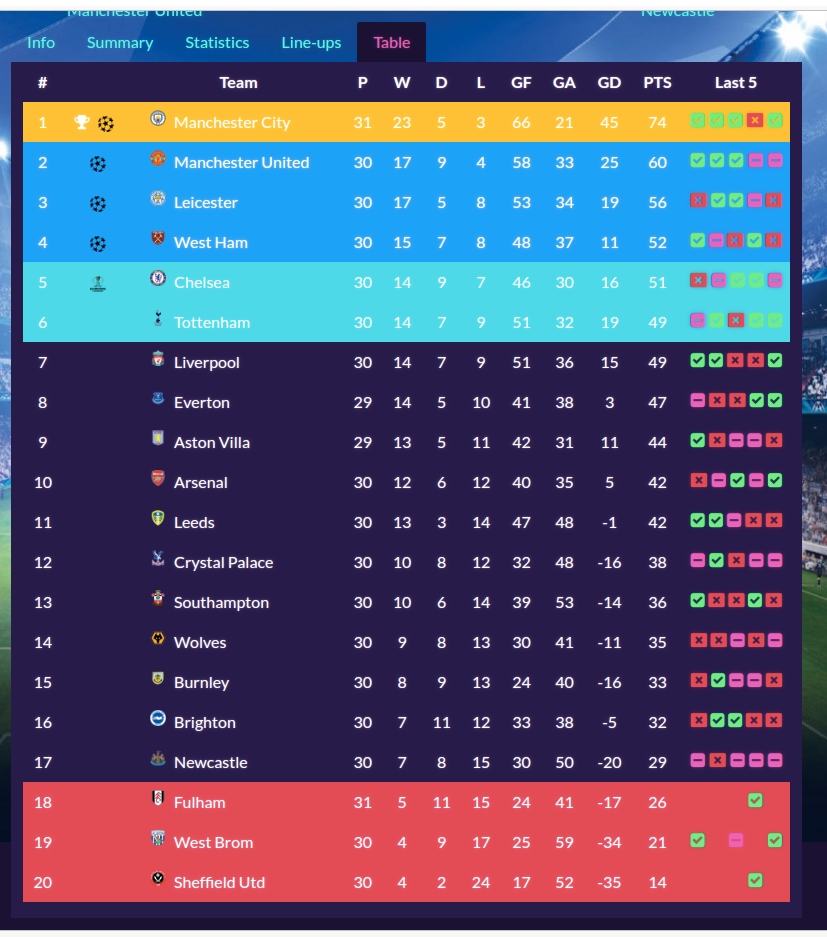 Manchester United Newcastle
Info Summary Statistics Line-ups Table
# Team P W D L GF GA GD PTS Last 5
1 Manchester City 31 23 5 3 66 21 45 74
2 Manchester United 30 17 9 4 58 33 25 60
3 Leicester 30 17 5 8 53 34 19 56
4 West Ham 30 15 7 8 48 37 11 52
5 Chelsea 30 14 9 7 46 30 16 51
6 Tottenham 30 14 7 9 51 32 19 49
7 Liverpool 30 14 7 9 51 36 15 49
8 Everton 29 14 5 10 41 38 3 47
9 Aston Villa 29 13 5 11 42 31 11 44
10 Arsenal 30 12 6 12 40 35 5 42
11 Leeds 30 13 3 14 47 48 -1 42
12 Crystal Palace 30 10 8 12 32 48 -16 38
13 Southampton 30 10 6 14 39 53 -14 36
14 Wolves 30 9 8 13 30 41 -11 35
15 Burnley 30 8 9 13 24 40 -16 33
16 Brighton 30 7 11 12 33 38 -5 32
17 Newcastle 30 7 8 15 30 50 -20 29
18 Fulham 31 5 11 15 24 41 -17 26
19 West Brom 30 4 9 17 25 59 -34 21
20 Sheffield Utd 30 4 2 24 17 52 -35 14